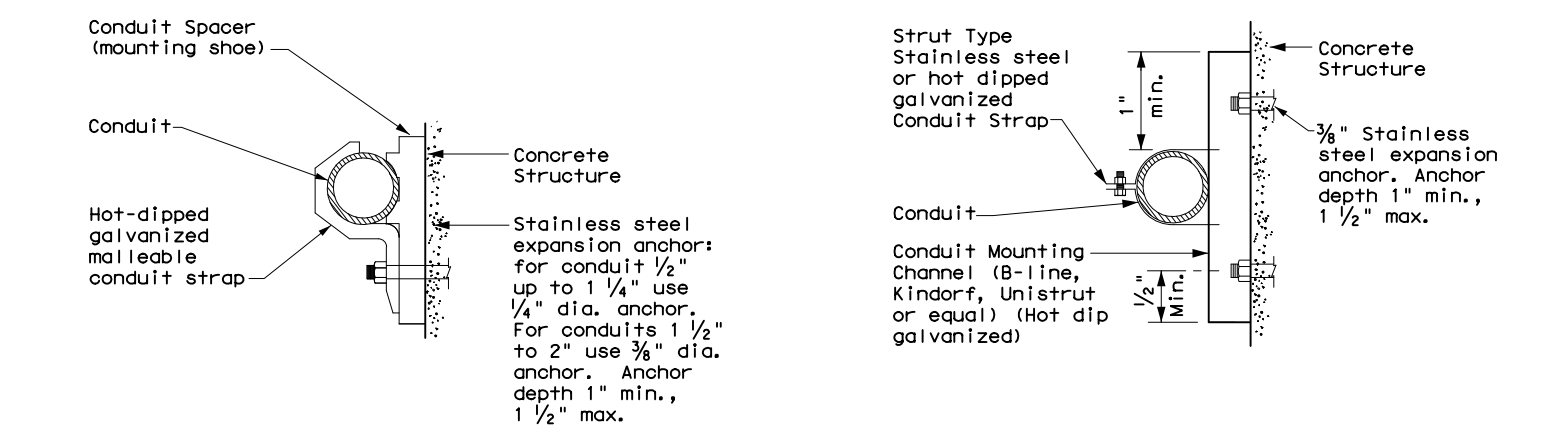 Conduit Spacer
(mounting shoe)
Conduit
Hot-dipped
galvanized
malleable
conduit strap
Concrete
Structure
Stainless steel
expansion anchor:
for conduit 1/2"
up to 1 1/4" use
1/4" dia. anchor.
For conduits 1 1/2"
to 2" use 3/8" dia.
anchor. Anchor
depth 1" min.,
1 1/2" max.
Strut Type
Stainless steel
or hot dipped
galvanized
Conduit Strap
Conduit
Conduit Mounting
Channel (B-line,
Kindorf, Unistrut
or equal) (Hot dip
galvanized)
1"
min.
1/2"
Min.
Concrete
Structure
3/8" Stainless
steel expansion
anchor. Anchor
depth 1" min.,
1 1/2" max.